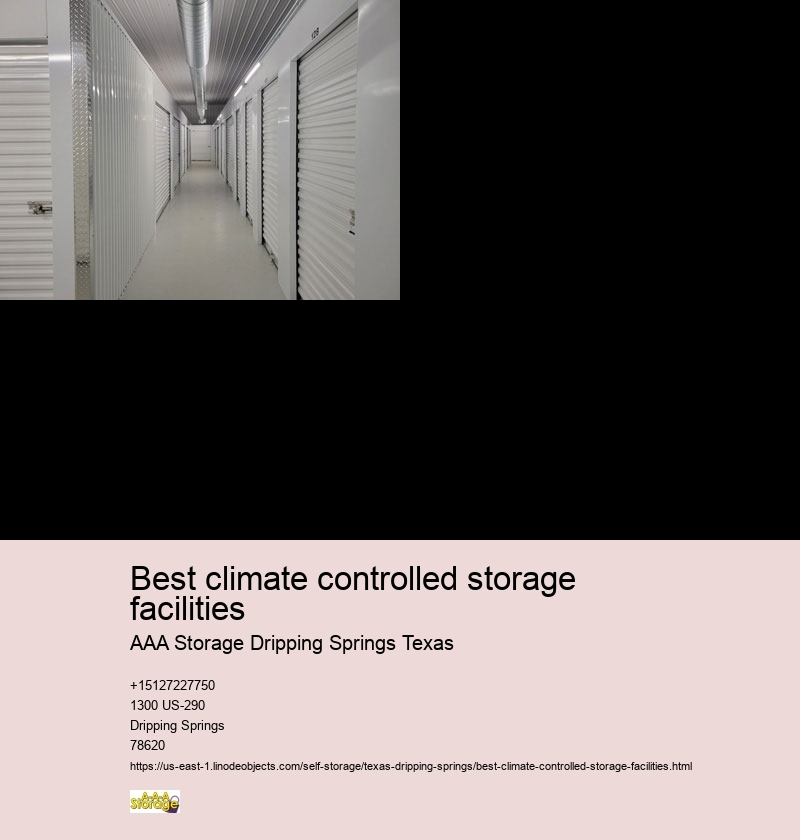 Best climate controlled storage
facilities
AAA Storage Dripping Springs Texas
+15127227750
1300 US-290
Dripping Springs
78620
https://us-east-1.linodeobjects.com/self-storage/texas-dripping-springs/best-climate-controlled-storage-facilities.html
AAA
Storage